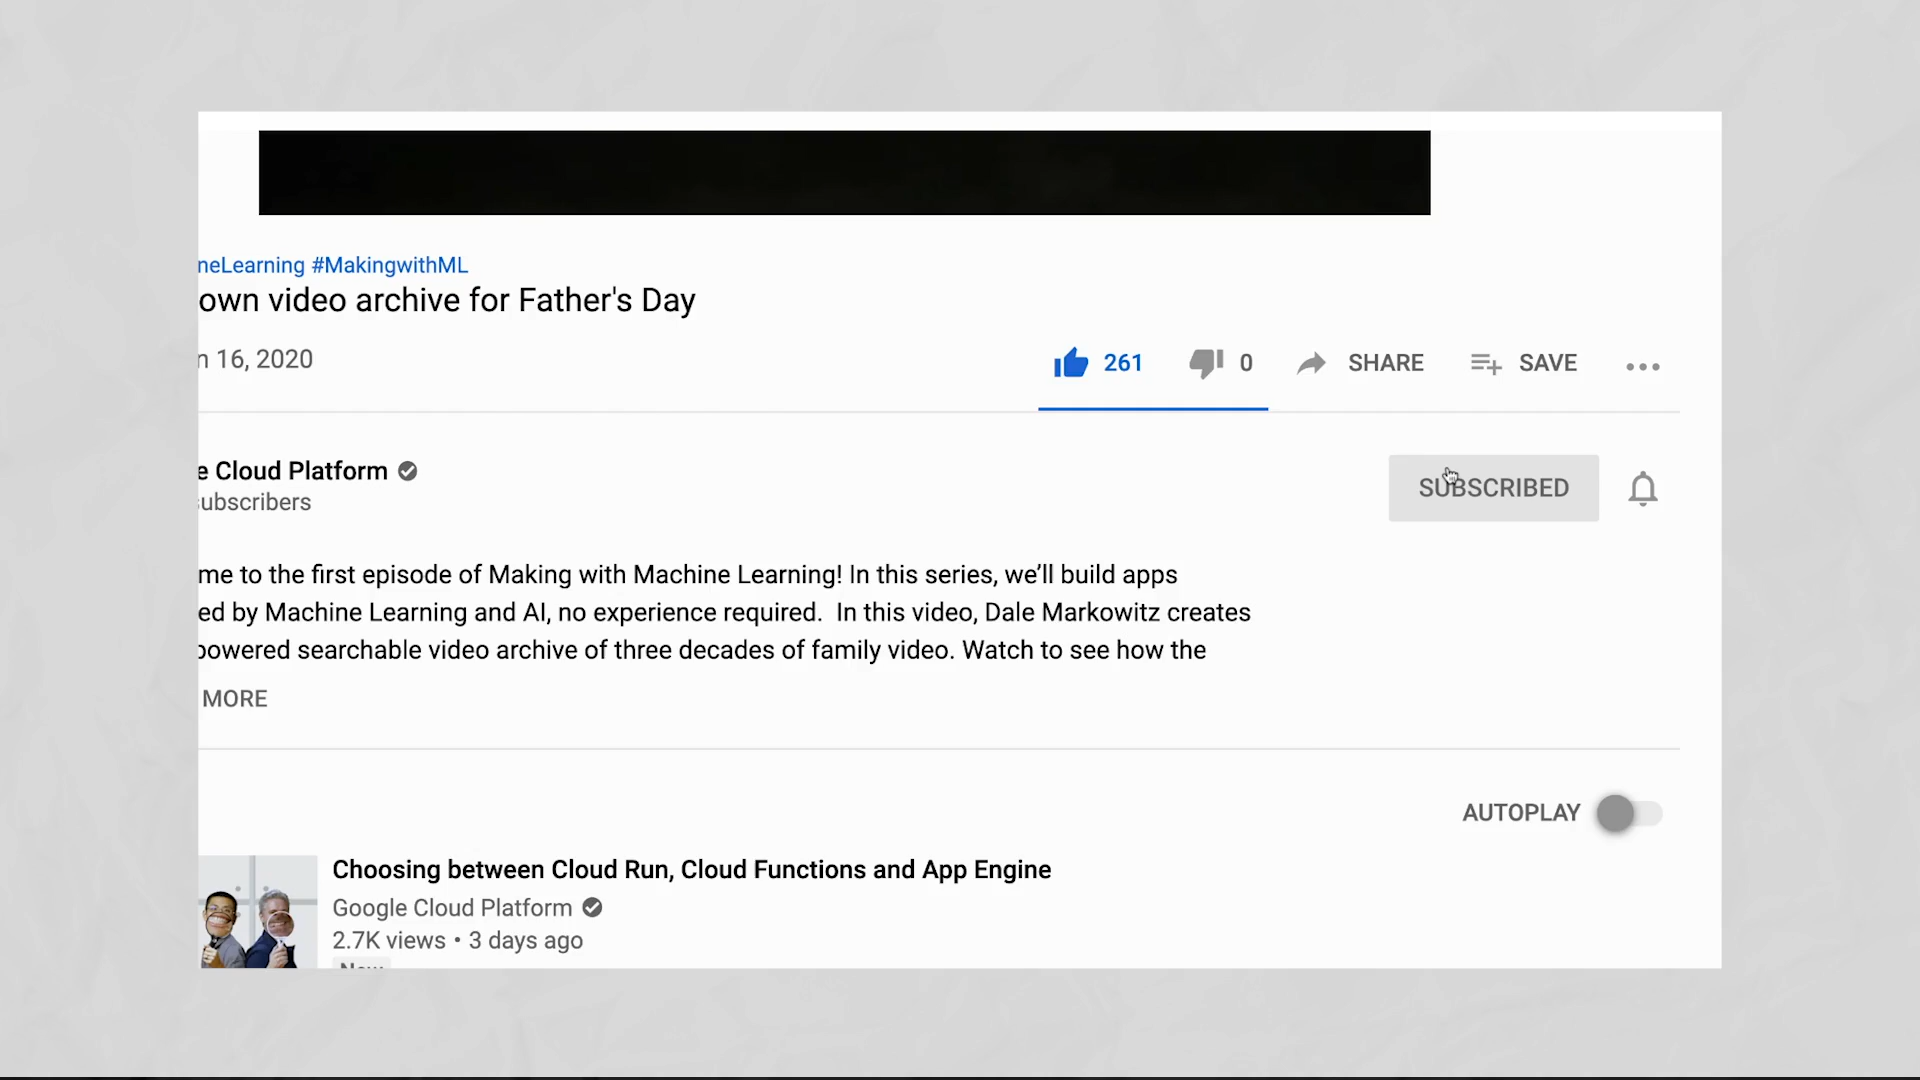 neLearning #MakingwithML
own video archive for Father's Day
n 16, 2020
261
0
SHARE
SAVE
e Cloud Platform
subscribers
SUBSCRIBED
me to the first episode of Making with Machine Learning! In this series, we’ll build apps
ed by Machine Learning and AI, no experience required. In this video, Dale Markowitz creates
powered searchable video archive of three decades of family video. Watch to see how the
MORE
AUTOPLAY
Choosing between Cloud Run, Cloud Functions and App Engine
Google Cloud Platform
2.7K views • 3 days ago
New